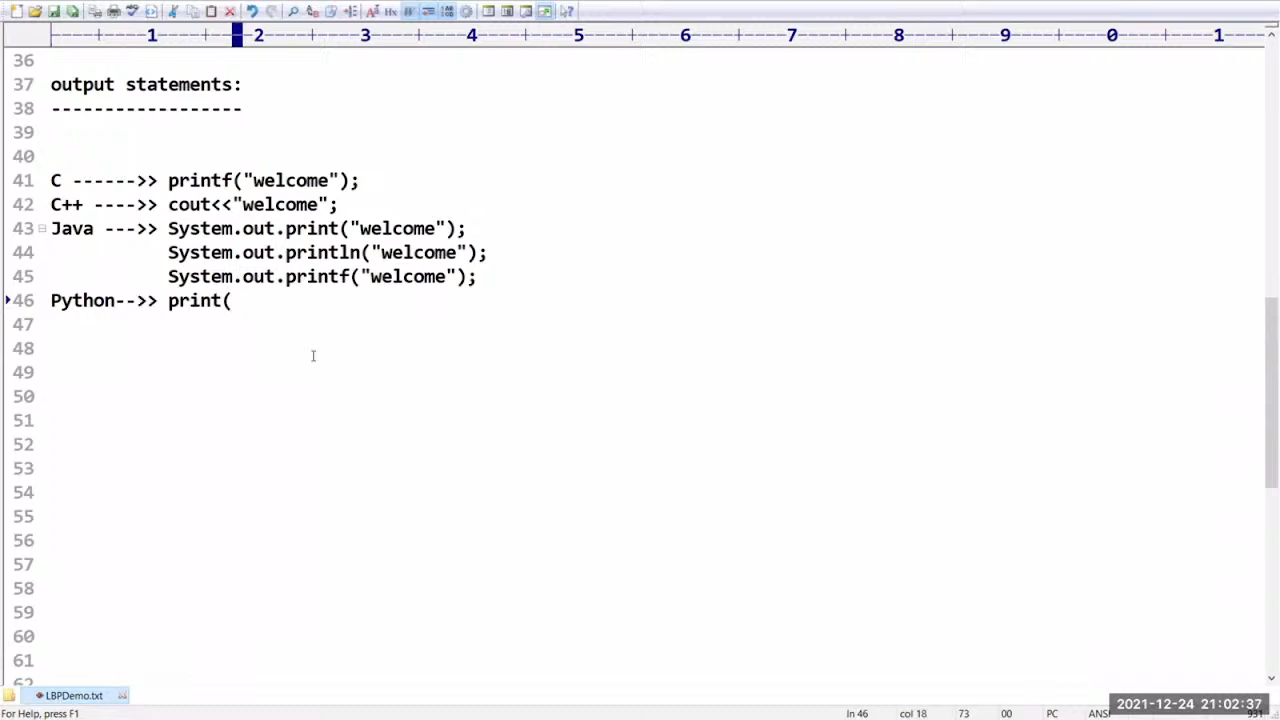 ----+----1----+----2----+----3----+----4----+----5----+----6----+----7----+----8----+----9----+----0----+----1----
36
37 output statements:
38 ------------------
39
40
41 C ------>> printf("welcome");
42 C++ ---->> cout<<"welcome";
43 Java --->> System.out.print("welcome");
44 System.out.println("welcome");
45 System.out.printf("welcome");
46 Python-->> print(
47
48
49
50
51
52
53
54
55
56
57
58
59
60
61
62
LBPDemo.txt
2021-12-24 21:02:37
For Help, press F1 ln 46 col 18 73 00 PC ANSI 931